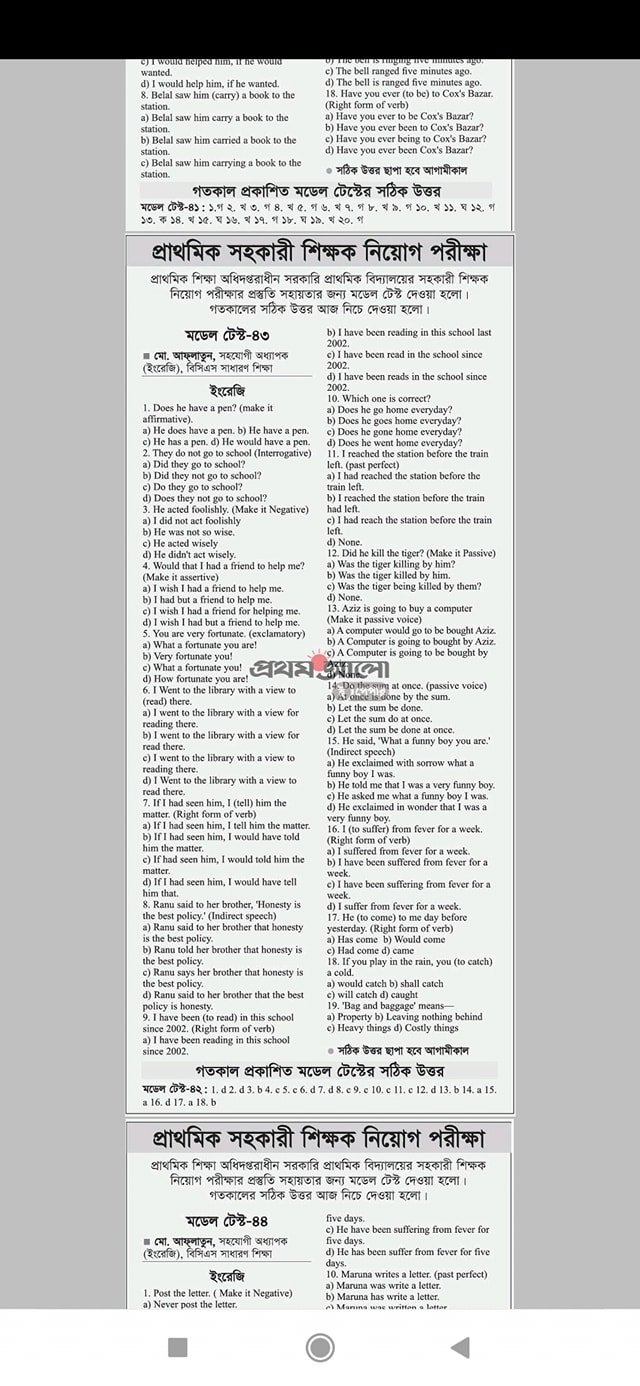 c) I would helped him, if he would
wanted.
d) I would help him, if he wanted.
8. Belal saw him (carry) a book to the
station.
a) Belal saw him carry a book to the
station.
b) Belal saw him carried a book to the
station.
c) Belal saw him carrying a book to the
station.
b) The bell is ringing five minutes ago.
c) The bell ranged five minutes ago.
d) The bell is ranged five minutes ago.
18. Have you ever (to be) to Cox's Bazar.
(Right form of verb)
a) Have you ever to be Cox's Bazar?
b) Have you ever been to Cox's Bazar?
c) Have you ever being to Cox's Bazar?
d) Have you ever been Cox's Bazar?
● সঠিক উত্তর ছাপা হবে আগামীকাল
গতকাল প্রকাশিত মডেল টেস্টের সঠিক উত্তর
মডেল টেস্ট-৪১ : ১.গ ২. খ ৩. গ ৪. খ ৫. গ ৬. খ ৭. গ ৮. খ ৯. গ ১০. খ ১১. ঘ ১২. গ
১৩. ক ১৪. খ ১৫. ঘ ১৬. খ ১৭. গ ১৮. ঘ ১৯. খ ২০. গ
প্রাথমিক সহকারী শিক্ষক নিয়োগ পরীক্ষা
প্রাথমিক শিক্ষা অধিদপ্তরাধীন সরকারি প্রাথমিক বিদ্যালয়ের সহকারী শিক্ষক
নিয়োগ পরীক্ষার প্রস্তুতি সহায়তার জন্য মডেল টেস্ট দেওয়া হলো।
গতকালের সঠিক উত্তর আজ নিচে দেওয়া হলো।
মডেল টেস্ট-৪৩
■ মো. আফ্লাতুন, সহযোগী অধ্যাপক
(ইংরেজি), বিসিএস সাধারণ শিক্ষা
ইংরেজি
1. Does he have a pen? (make it
affirmative).
a) He does have a pen. b) He have a pen.
c) He has a pen. d) He would have a pen.
2. They do not go to school (Interrogative)
a) Did they go to school?
b) Did they not go to school?
c) Do they go to school?
d) Does they not go to school?
3. He acted foolishly. (Make it Negative)
a) I did not act foolishly
b) He was not so wise.
c) He acted wisely
d) He didn't act wisely.
4. Would that I had a friend to help me?
(Make it assertive)
a) I wish I had a friend to help me.
b) I had but a friend to help me.
c) I wish I had a friend for helping me.
d) I wish I had but a friend to help me.
5. You are very fortunate. (exclamatory)
a) What a fortunate you are!
b) Very fortunate you!
c) What a fortunate you!
d) How fortunate you are!
6. I Went to the library with a view to
(read) there.
a) I went to the library with a view for
reading there.
b) I went to the library with a view for
read there.
c) I went to the library with a view to
reading there.
d) I Went to the library with a view to
read there.
7. If I had seen him, I (tell) him the
matter. (Right form of verb)
a) If I had seen him, I tell him the matter.
b) If I had seen him, I would have told
him the matter.
c) If had seen him, I would told him the
matter.
d) If I had seen him, I would have tell
him that.
8. Ranu said to her brother, 'Honesty is
the best policy.' (Indirect speech)
a) Ranu said to her brother that honesty
is the best policy.
b) Ranu told her brother that honesty is
the best policy.
c) Ranu says her brother that honesty is
the best policy.
d) Ranu said to her brother that the best
policy is honesty.
9. I have been (to read) in this school
since 2002. (Right form of verb)
a) I have been reading in this school
since 2002.
b) I have been reading in this school last
2002.
c) I have been read in the school since
2002.
d) I have been reads in the school since
2002.
10. Which one is correct?
a) Does he go home everyday?
b) Does he goes home everyday?
c) Does he gone home everyday?
d) Does he went home everyday?
11. I reached the station before the train
left. (past perfect)
a) I had reached the station before the
train left.
b) I reached the station before the train
had left.
c) I had reach the station before the train
left.
d) None.
12. Did he kill the tiger? (Make it Passive)
a) Was the tiger killing by him?
b) Was the tiger killed by him.
c) Was the tiger being killed by them?
d) None.
13. Aziz is going to buy a computer
(Make it passive voice)
a) A computer would go to be bought Aziz.
b) A Computer is going to bought by Aziz.
c) A Computer is going to be bought by
Aziz.
d) None.
প্রথম আলো
14. Do the sum at once. (passive voice)
a) At once is done by the sum.
b) Let the sum be done.
c) Let the sum do at once.
d) Let the sum be done at once.
15. He said, 'What a funny boy you are.'
(Indirect speech)
a) He exclaimed with sorrow what a
funny boy I was.
b) He told me that I was a very funny boy.
c) He asked me what a funny boy I was.
d) He exclaimed in wonder that I was a
very funny boy.
16. I (to suffer) from fever for a week.
(Right form of verb)
a) I suffered from fever for a week.
b) I have been suffered from fever for a
week.
c) I have been suffering from fever for a
week.
d) I suffer from fever for a week.
17. He (to come) to me day before
yesterday. (Right form of verb)
a) Has come b) Would come
c) Had come d) came
18. If you play in the rain, you (to catch)
a cold.
a) would catch b) shall catch
c) will catch d) caught
19. 'Bag and baggage' means—
a) Property b) Leaving nothing behind
c) Heavy things d) Costly things
● সঠিক উত্তর ছাপা হবে আগামীকাল
গতকাল প্রকাশিত মডেল টেস্টের সঠিক উত্তর
মডেল টেস্ট-৪২ : 1. d 2. d 3. b 4. c 5. c 6. d 7. d 8. c 9. c 10. c 11. c 12. d 13. b 14. a 15.
a 16. d 17. a 18. b
প্রাথমিক সহকারী শিক্ষক নিয়োগ পরীক্ষা
প্রাথমিক শিক্ষা অধিদপ্তরাধীন সরকারি প্রাথমিক বিদ্যালয়ের সহকারী শিক্ষক
নিয়োগ পরীক্ষার প্রস্তুতি সহায়তার জন্য মডেল টেস্ট দেওয়া হলো।
গতকালের সঠিক উত্তর আজ নিচে দেওয়া হলো।
মডেল টেস্ট-৪৪
■ মো. আফ্লাতুন, সহযোগী অধ্যাপক
(ইংরেজি), বিসিএস সাধারণ শিক্ষা
ইংরেজি
1. Post the letter. ( Make it Negative)
a) Never post the letter.
five days.
c) He have been suffering from fever for
five days.
d) He has been suffer from fever for five
days.
10. Maruna writes a letter. (past perfect)
a) Maruna was write a letter.
b) Maruna has write a letter.
c) Maruna was written a letter